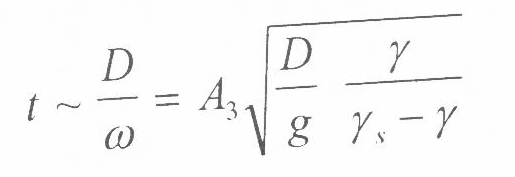 t ~ D/ω = A₃√(D/g γ/(γₛ − γ))